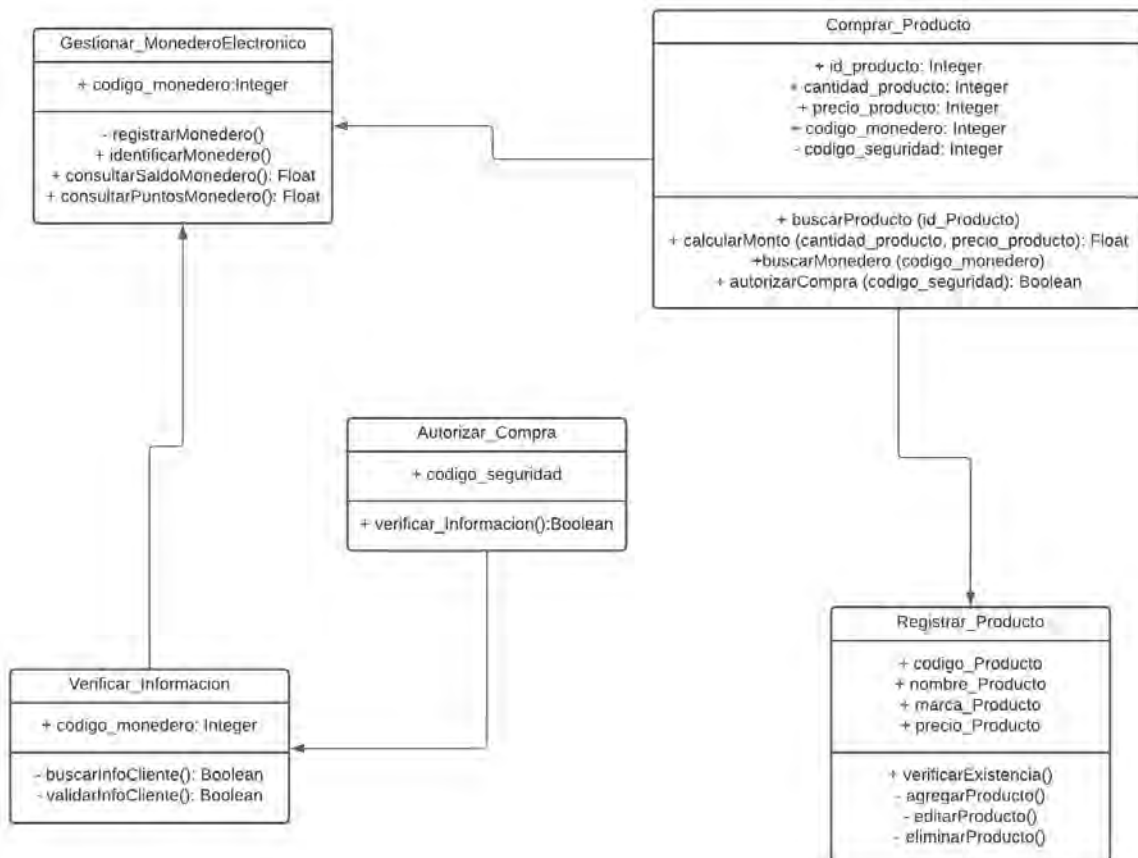 Gestionar_MonederoElectronico
+ codigo_monedero:Integer
- registrarMonedero()
+ identificarMonedero()
+ consultarSaldoMonedero(): Float
+ consultarPuntosMonedero(): Float
Comprar_Producto
+ id_producto: Integer
+ cantidad_producto: Integer
+ precio_producto: Integer
+ codigo_monedero: Integer
- codigo_seguridad: Integer
+ buscarProducto (id_Producto)
+ calcularMonto (cantidad_producto, precio_producto): Float
+buscarMonedero (codigo_monedero)
+ autorizarCompra (codigo_seguridad): Boolean
Autorizar_Compra
+ codigo_seguridad
+ verificar_Informacion():Boolean
Verificar_Informacion
+ codigo_monedero: Integer
- buscarInfoCliente(): Boolean
- validarInfoCliente(): Boolean
Registrar_Producto
+ codigo_Producto
+ nombre_Producto
+ marca_Producto
+ precio_Producto
+ verificarExistencia()
- agregarProducto()
- editarProducto()
- eliminarProducto()